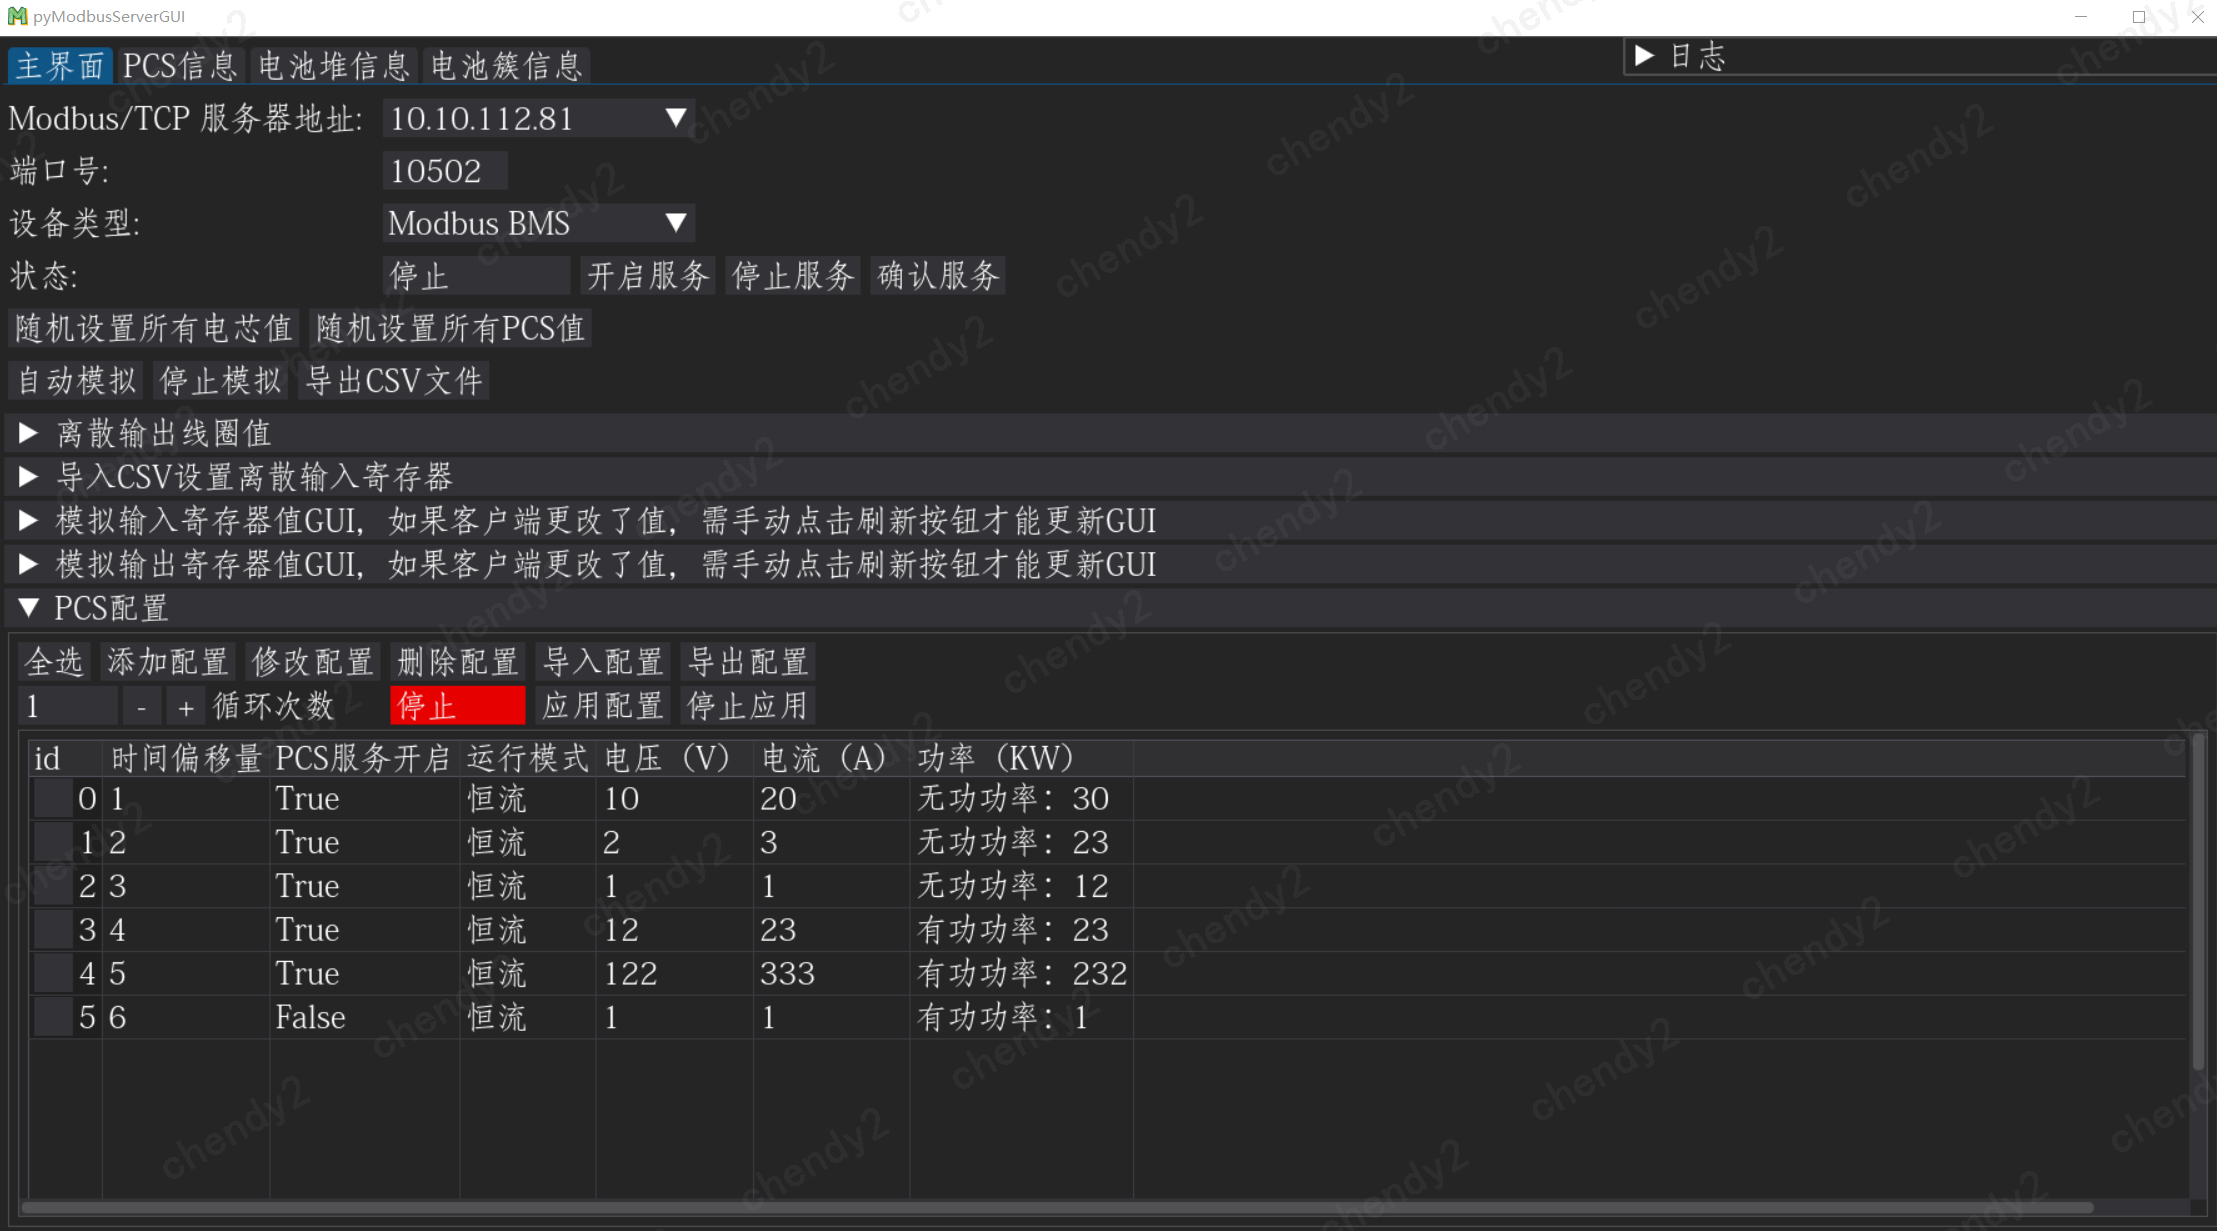 pyModbusServerGUI
主界面 PCS信息 电池堆信息 电池簇信息
日志
Modbus/TCP 服务器地址: 10.10.112.81
端口号: 10502
设备类型: Modbus BMS
状态: 停止 开启服务 停止服务 确认服务
随机设置所有电芯值 随机设置所有PCS值
自动模拟 停止模拟 导出CSV文件
离散输出线圈值
导入CSV设置离散输入寄存器
模拟输入寄存器值GUI，如果客户端更改了值，需手动点击刷新按钮才能更新GUI
模拟输出寄存器值GUI，如果客户端更改了值，需手动点击刷新按钮才能更新GUI
PCS配置
全选 添加配置 修改配置 删除配置 导入配置 导出配置
1 - + 循环次数 停止 应用配置 停止应用
id 时间偏移量 PCS服务开启 运行模式 电压（V） 电流（A） 功率（KW）
0 1 True 恒流 10 20 无功功率：30
1 2 True 恒流 2 3 无功功率：23
2 3 True 恒流 1 1 无功功率：12
3 4 True 恒流 12 23 有功功率：23
4 5 True 恒流 122 333 有功功率：232
5 6 False 恒流 1 1 有功功率：1
chendy2